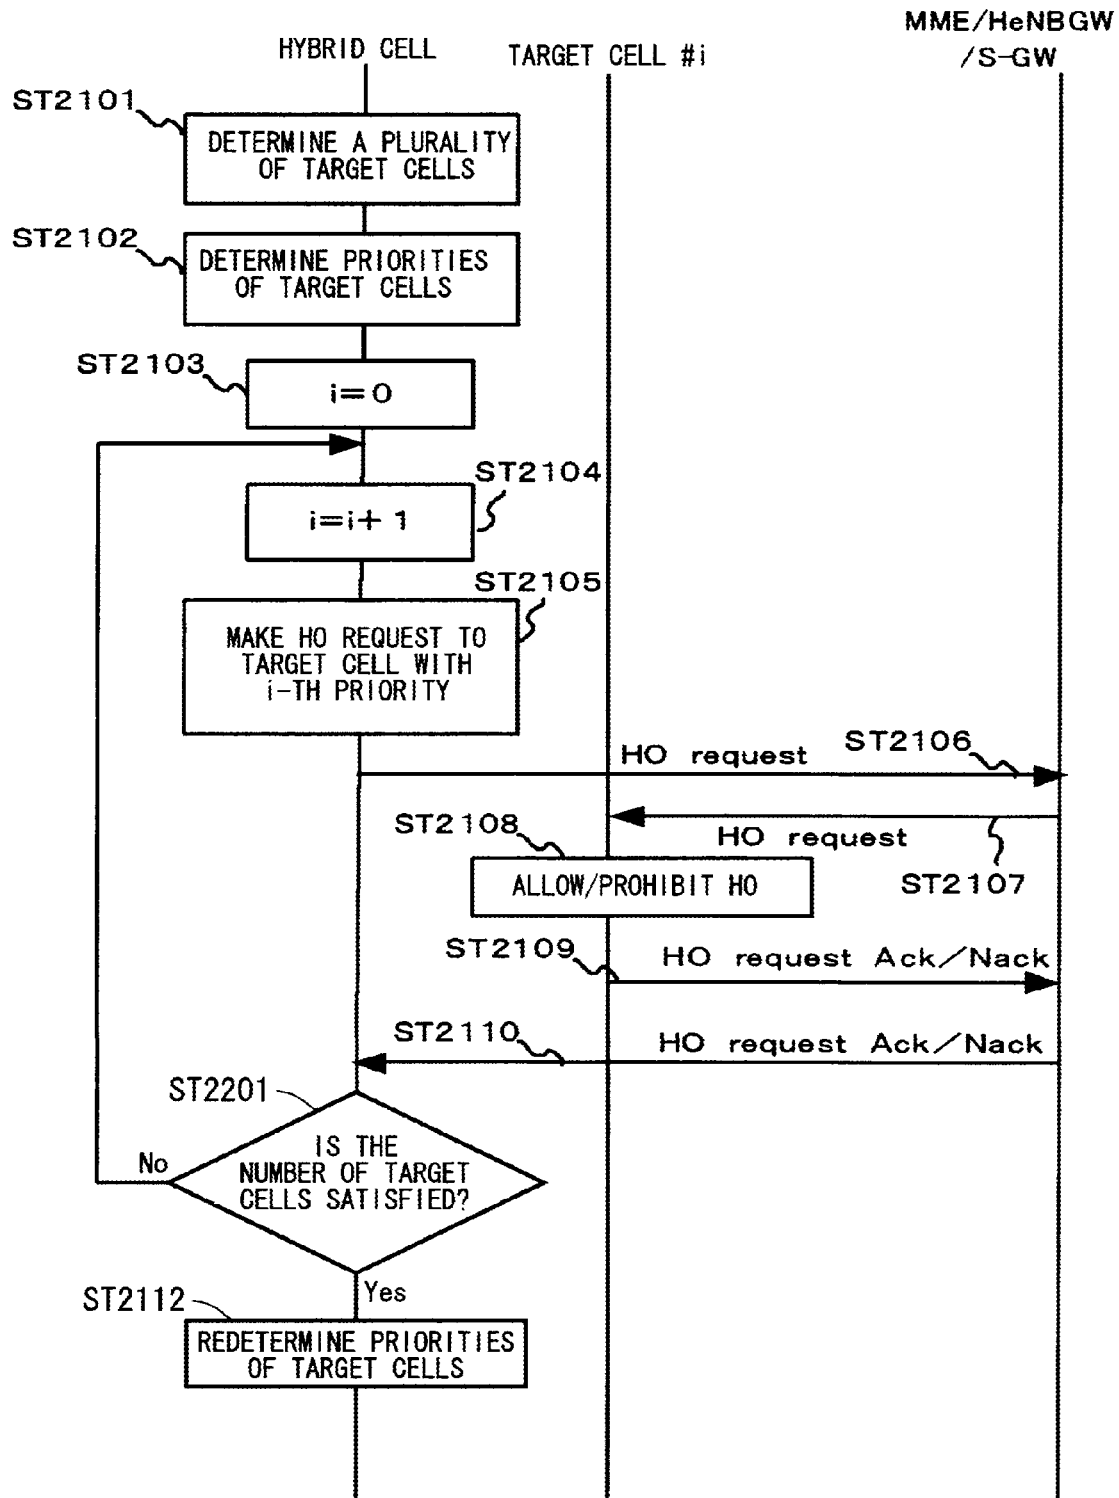 MME/HeNBGW
/S-GW
HYBRID CELL
TARGET CELL #i
ST2101
DETERMINE A PLURALITY
OF TARGET CELLS
ST2102
DETERMINE PRIORITIES
OF TARGET CELLS
ST2103
i=0
ST2104
i=i+1
ST2105
MAKE HO REQUEST TO
TARGET CELL WITH
i-TH PRIORITY
HO request
ST2106
ST2108
HO request
ST2107
ALLOW/PROHIBIT HO
ST2109
HO request Ack/Nack
ST2110
HO request Ack/Nack
ST2201
IS THE
NUMBER OF TARGET
CELLS SATISFIED?
No
Yes
ST2112
REDETERMINE PRIORITIES
OF TARGET CELLS